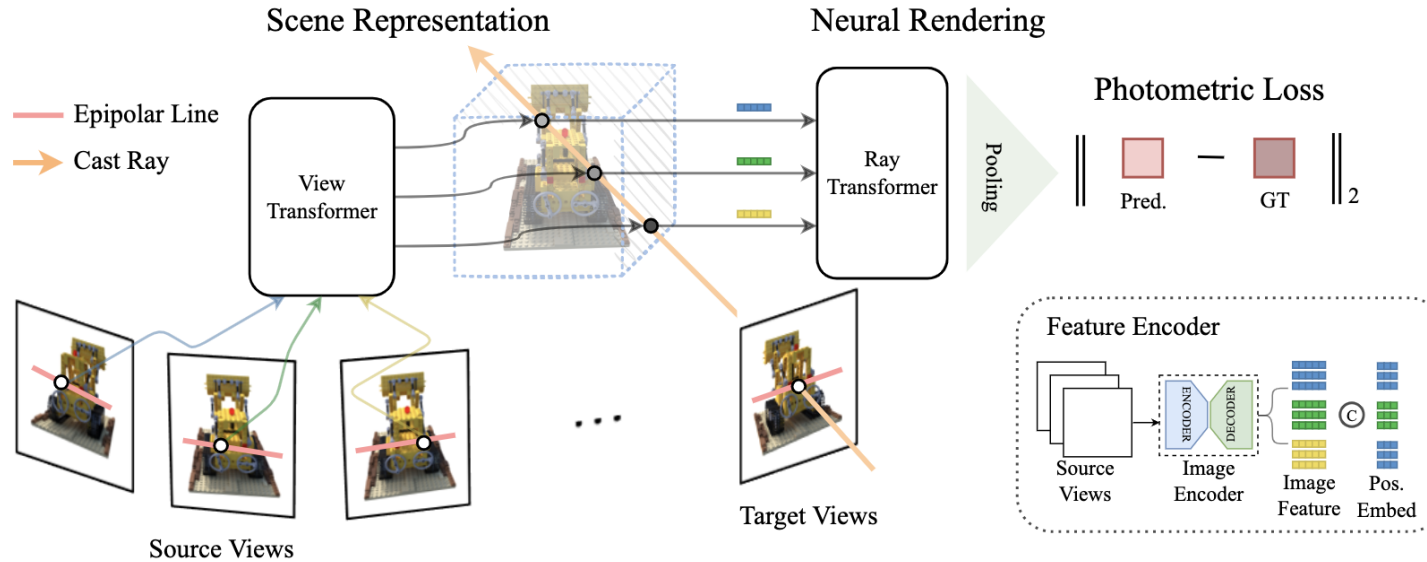 Scene Representation
Neural Rendering
Epipolar Line
Cast Ray
View
Transformer
Ray
Transformer
Pooling
Photometric Loss
Pred.
GT
2
Source Views
Target Views
Feature Encoder
ENCODER
DECODER
C
Source
Views
Image
Encoder
Image
Feature
Pos.
Embed